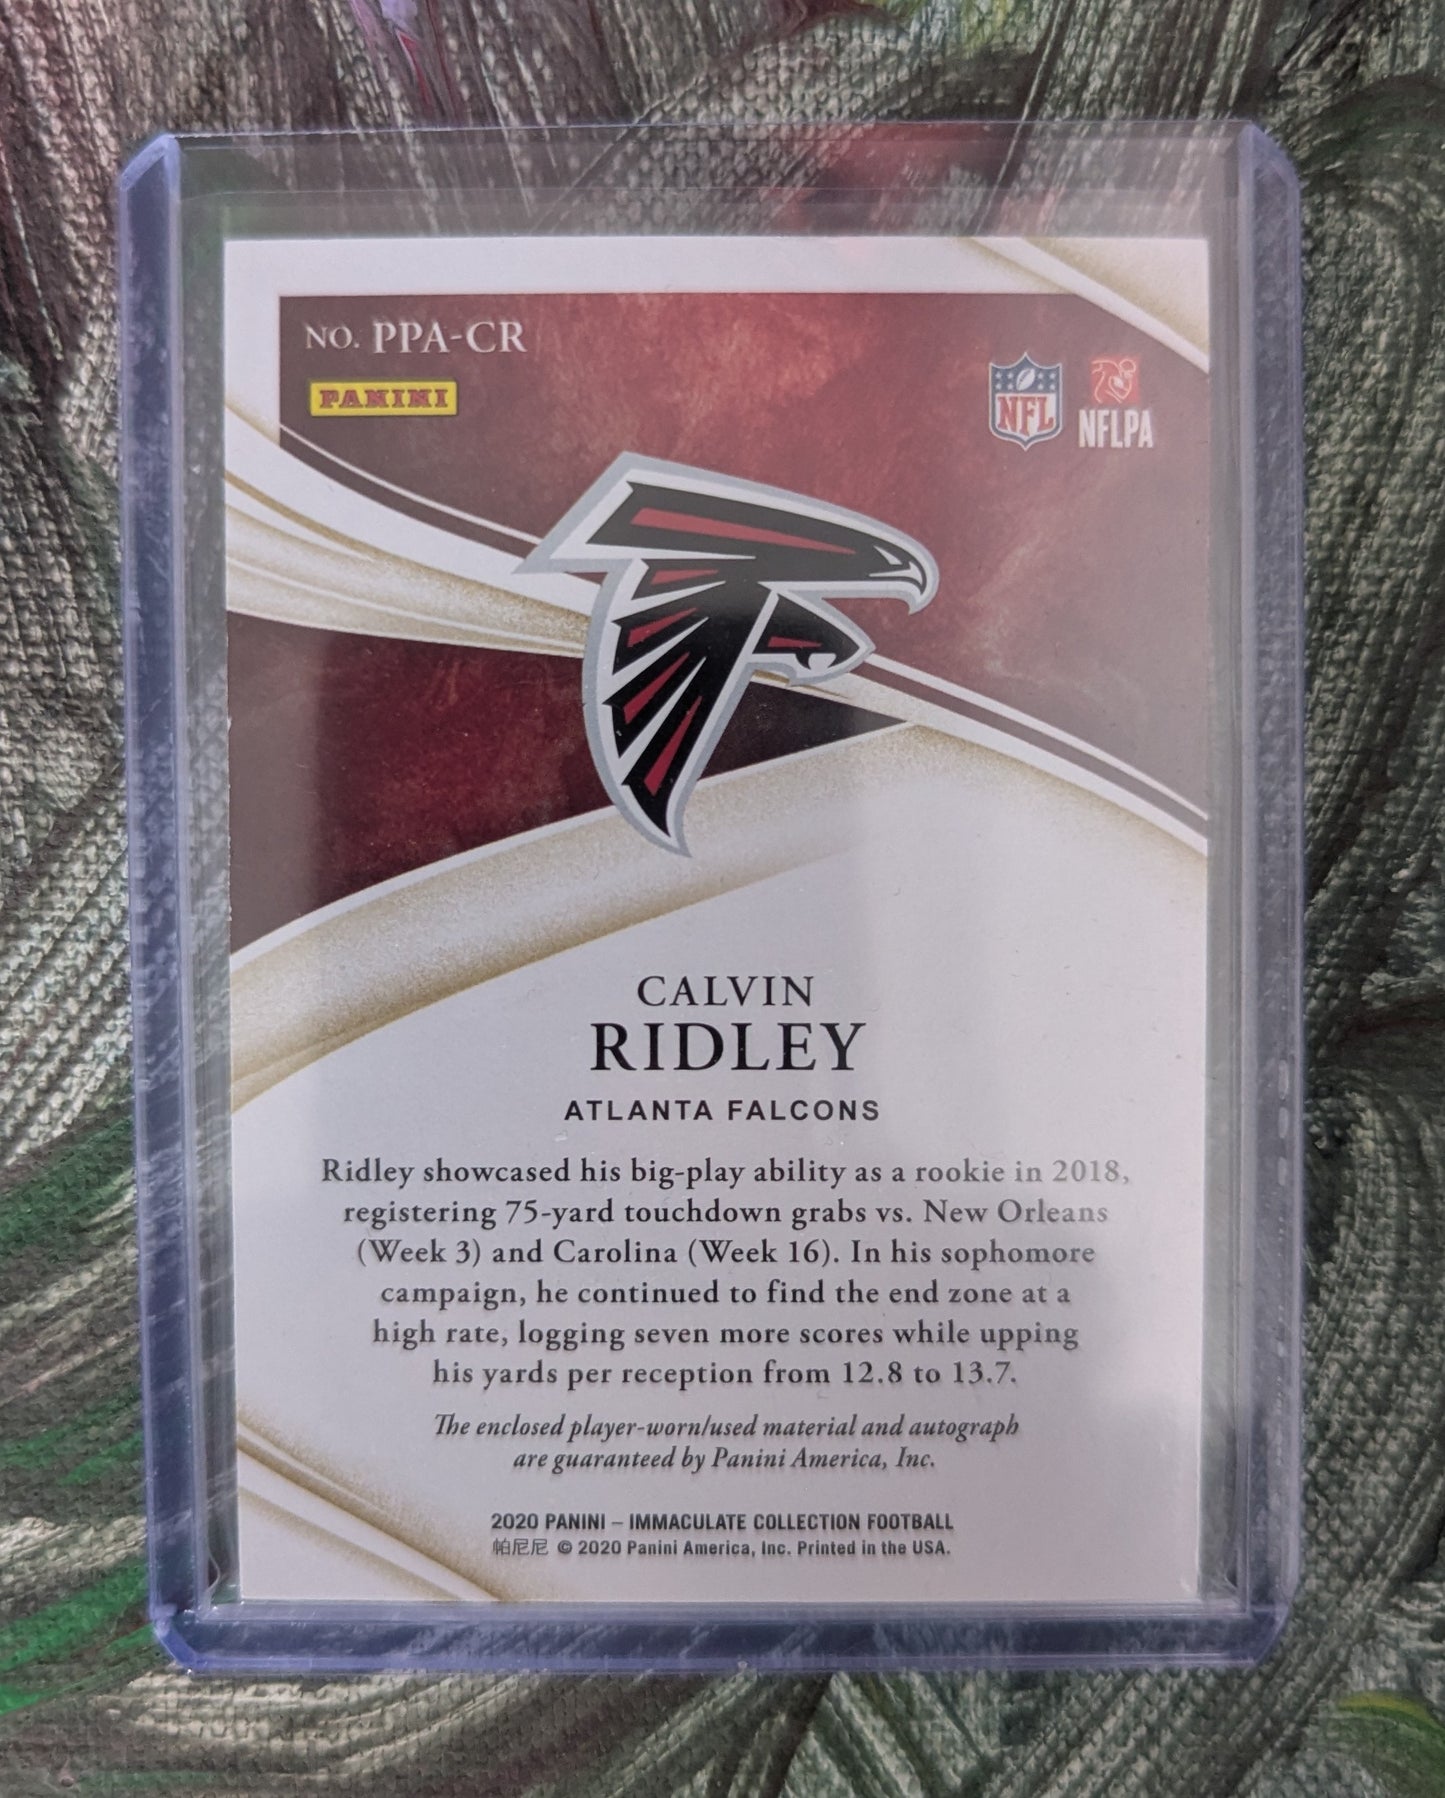 NO. PPA-CR
PANINI
NFL
NFLPA
CALVIN
RIDLEY
ATLANTA FALCONS
Ridley showcased his big-play ability as a rookie in 2018,
registering 75-yard touchdown grabs vs. New Orleans
(Week 3) and Carolina (Week 16). In his sophomore
campaign, he continued to find the end zone at a
high rate, logging seven more scores while upping
his yards per reception from 12.8 to 13.7.
The enclosed player-worn/used material and autograph
are guaranteed by Panini America, Inc.
2020 PANINI – IMMACULATE COLLECTION FOOTBALL
帕尼尼 © 2020 Panini America, Inc. Printed in the USA.